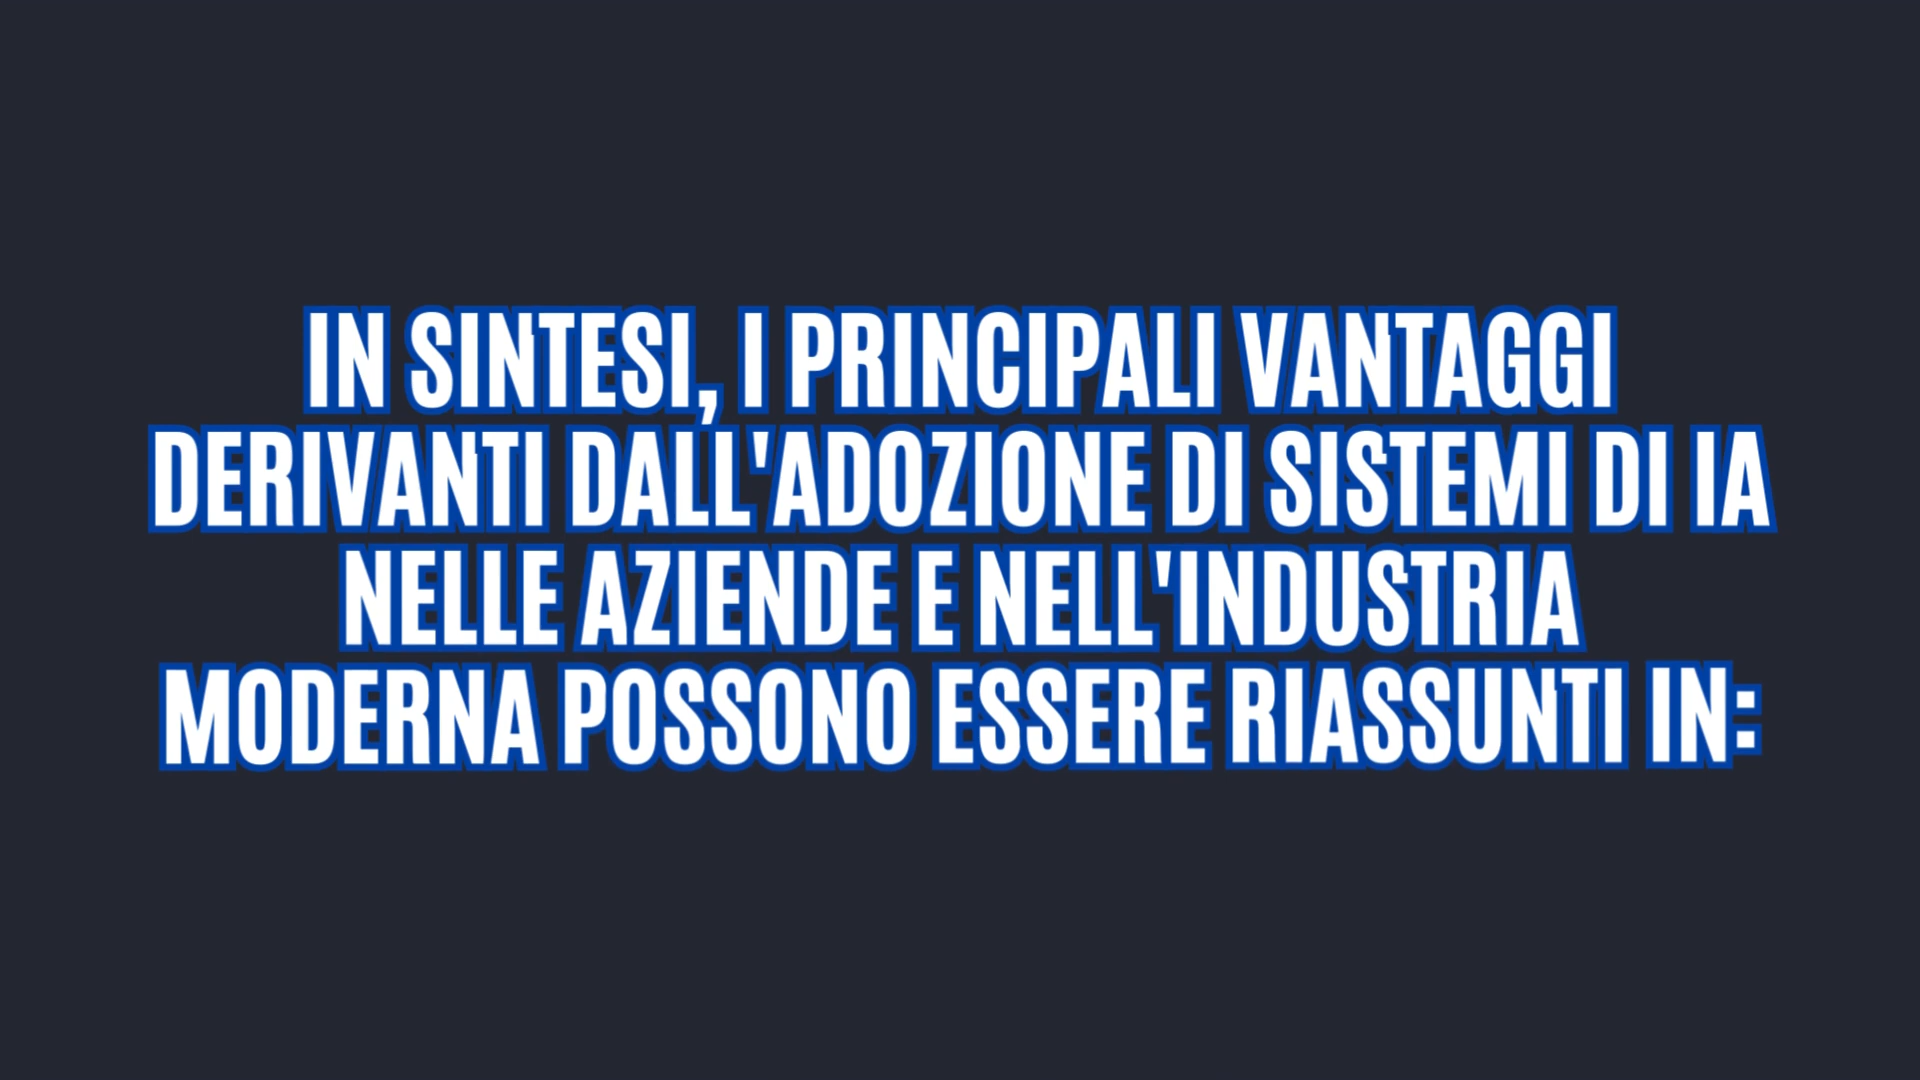 IN SINTESI, I PRINCIPALI VANTAGGI
DERIVANTI DALL'ADOZIONE DI SISTEMI DI IA
NELLE AZIENDE E NELL'INDUSTRIA
MODERNA POSSONO ESSERE RIASSUNTI IN: